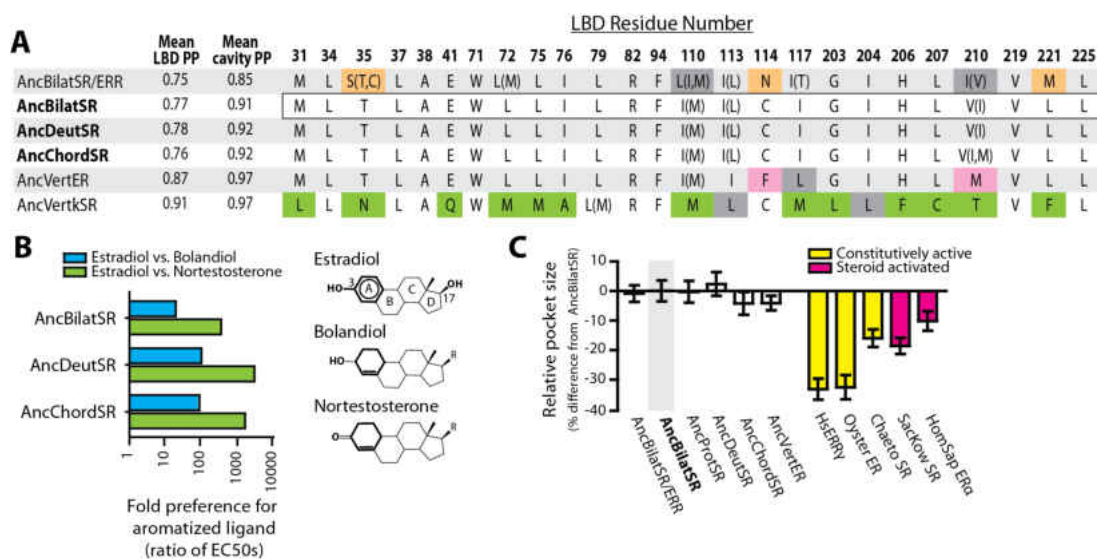 A
LBD Residue Number
Mean LBD PP Mean cavity PP 31 34 35 37 38 41 71 72 75 76 79 82 94 110 113 114 117 203 204 206 207 210 219 221 225
AncBilatSR/ERR 0.75 0.85 M L S(T,C) L A E W L(M) L I L R F L(I,M) I(L) N I(T) G I H L I(V) V M L
AncBilatSR 0.77 0.91 M L T L A E W L L I L R F I(M) I(L) C I G I H L V(I) V L L
AncDeutSR 0.78 0.92 M L T L A E W L L I L R F I(M) I(L) C I G I H L V(I) V L L
AncChordSR 0.76 0.92 M L T L A E W L L I L R F I(M) I(L) C I G I H L V(I,M) V L L
AncVertER 0.87 0.97 M L T L A E W L L I L R F I(M) I F L G I H L M V L L
AncVertkSR 0.91 0.97 L L N L A Q W M M A L(M) R F M L C M L L F C T V F L
B
Estradiol vs. Bolandiol
Estradiol vs. Nortestosterone
AncBilatSR
AncDeutSR
AncChordSR
1 10 100 1000 10000
Fold preference for
aromatized ligand
(ratio of EC50s)
Estradiol
HO 3 A B C D 17 OH
Bolandiol
HO R
Nortestosterone
O R
C
Constitutively active
Steroid activated
Relative pocket size
(% difference from AncBilatSR)
10
0
-10
-20
-30
-40
AncBilatSR/ERR
AncBilatSR
AncProtSR
AncDeutSR
AncChordSR
AncVertER
HsERRγ
Oyster ER
Chaeto SR
SacKow SR
HomSap ERα